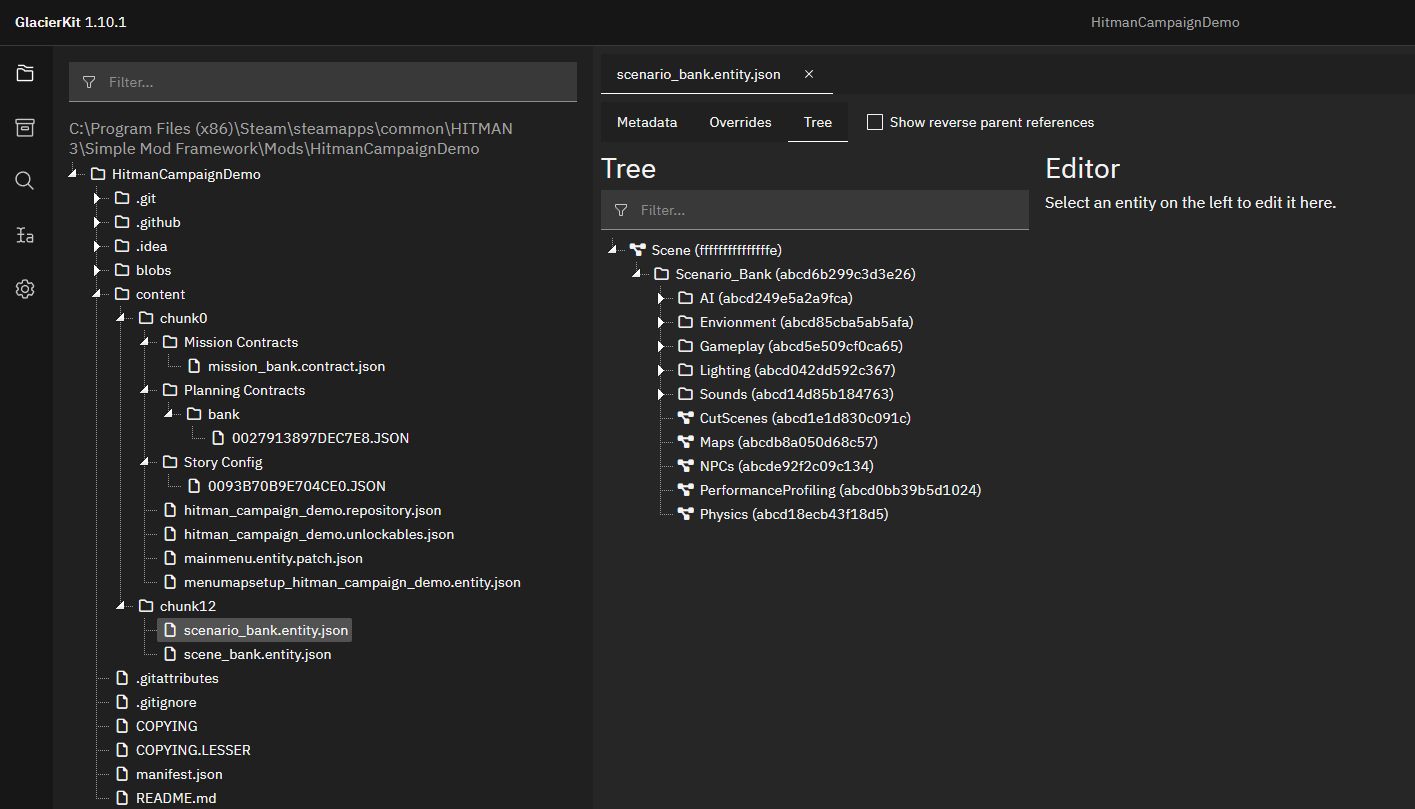 GlacierKit 1.10.1
HitmanCampaignDemo
Filter...
C:\Program Files (x86)\Steam\steamapps\common\HITMAN
3\Simple Mod Framework\Mods\HitmanCampaignDemo
HitmanCampaignDemo
.git
.github
.idea
blobs
content
chunk0
Mission Contracts
mission_bank.contract.json
Planning Contracts
bank
0027913897DEC7E8.JSON
Story Config
0093B70B9E704CE0.JSON
hitman_campaign_demo.repository.json
hitman_campaign_demo.unlockables.json
mainmenu.entity.patch.json
menumapsetup_hitman_campaign_demo.entity.json
chunk12
scenario_bank.entity.json
scene_bank.entity.json
.gitattributes
.gitignore
COPYING
COPYING.LESSER
manifest.json
README.md
scenario_bank.entity.json
Metadata Overrides Tree Show reverse parent references
Tree
Filter...
Scene (fffffffffffffffe)
Scenario_Bank (abcd6b299c3d3e26)
AI (abcd249e5a2a9fca)
Envionment (abcd85cba5ab5afa)
Gameplay (abcd5e509cf0ca65)
Lighting (abcd042dd592c367)
Sounds (abcd14d85b184763)
CutScenes (abcd1e1d830c091c)
Maps (abcdb8a050d68c57)
NPCs (abcde92f2c09c134)
PerformanceProfiling (abcd0bb39b5d1024)
Physics (abcd18ecb43f18d5)
Editor
Select an entity on the left to edit it here.